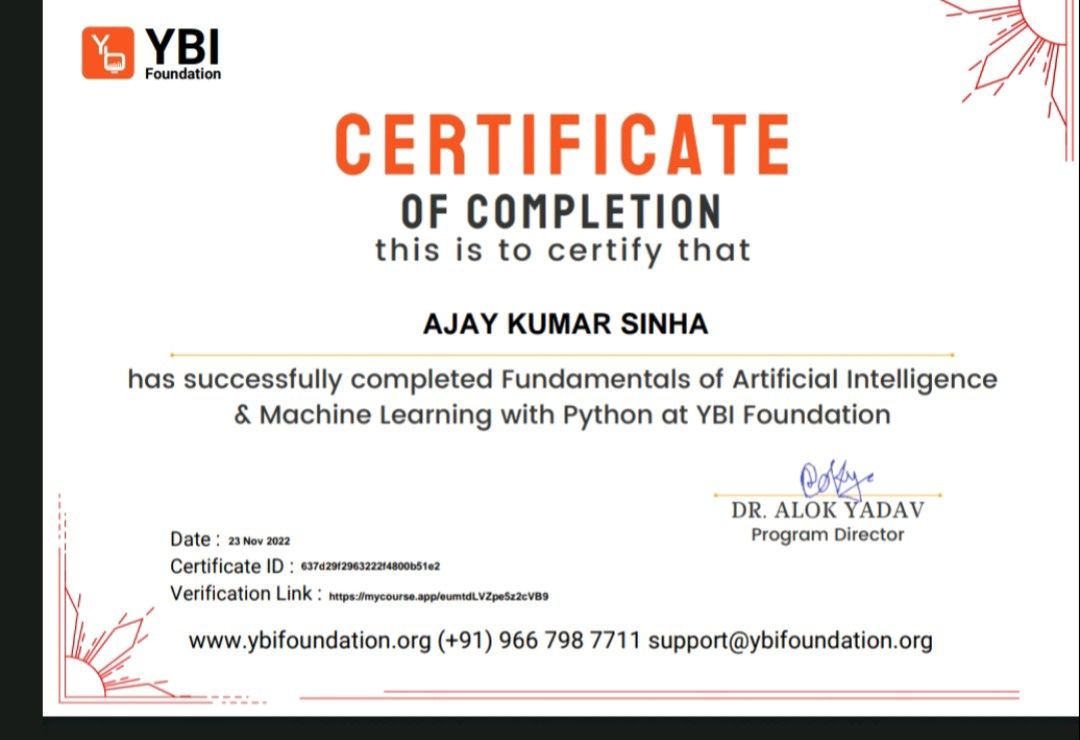 YBI
Foundation
CERTIFICATE
OF COMPLETION
this is to certify that
AJAY KUMAR SINHA
has successfully completed Fundamentals of Artificial Intelligence
& Machine Learning with Python at YBI Foundation
DR. ALOK YADAV
Program Director
Date : 23 Nov 2022
Certificate ID : 637d29f2963222f4800b51e2
Verification Link : https://mycourse.app/eumtdLVZpeSz2cVB9
www.ybifoundation.org (+91) 966 798 7711 support@ybifoundation.org